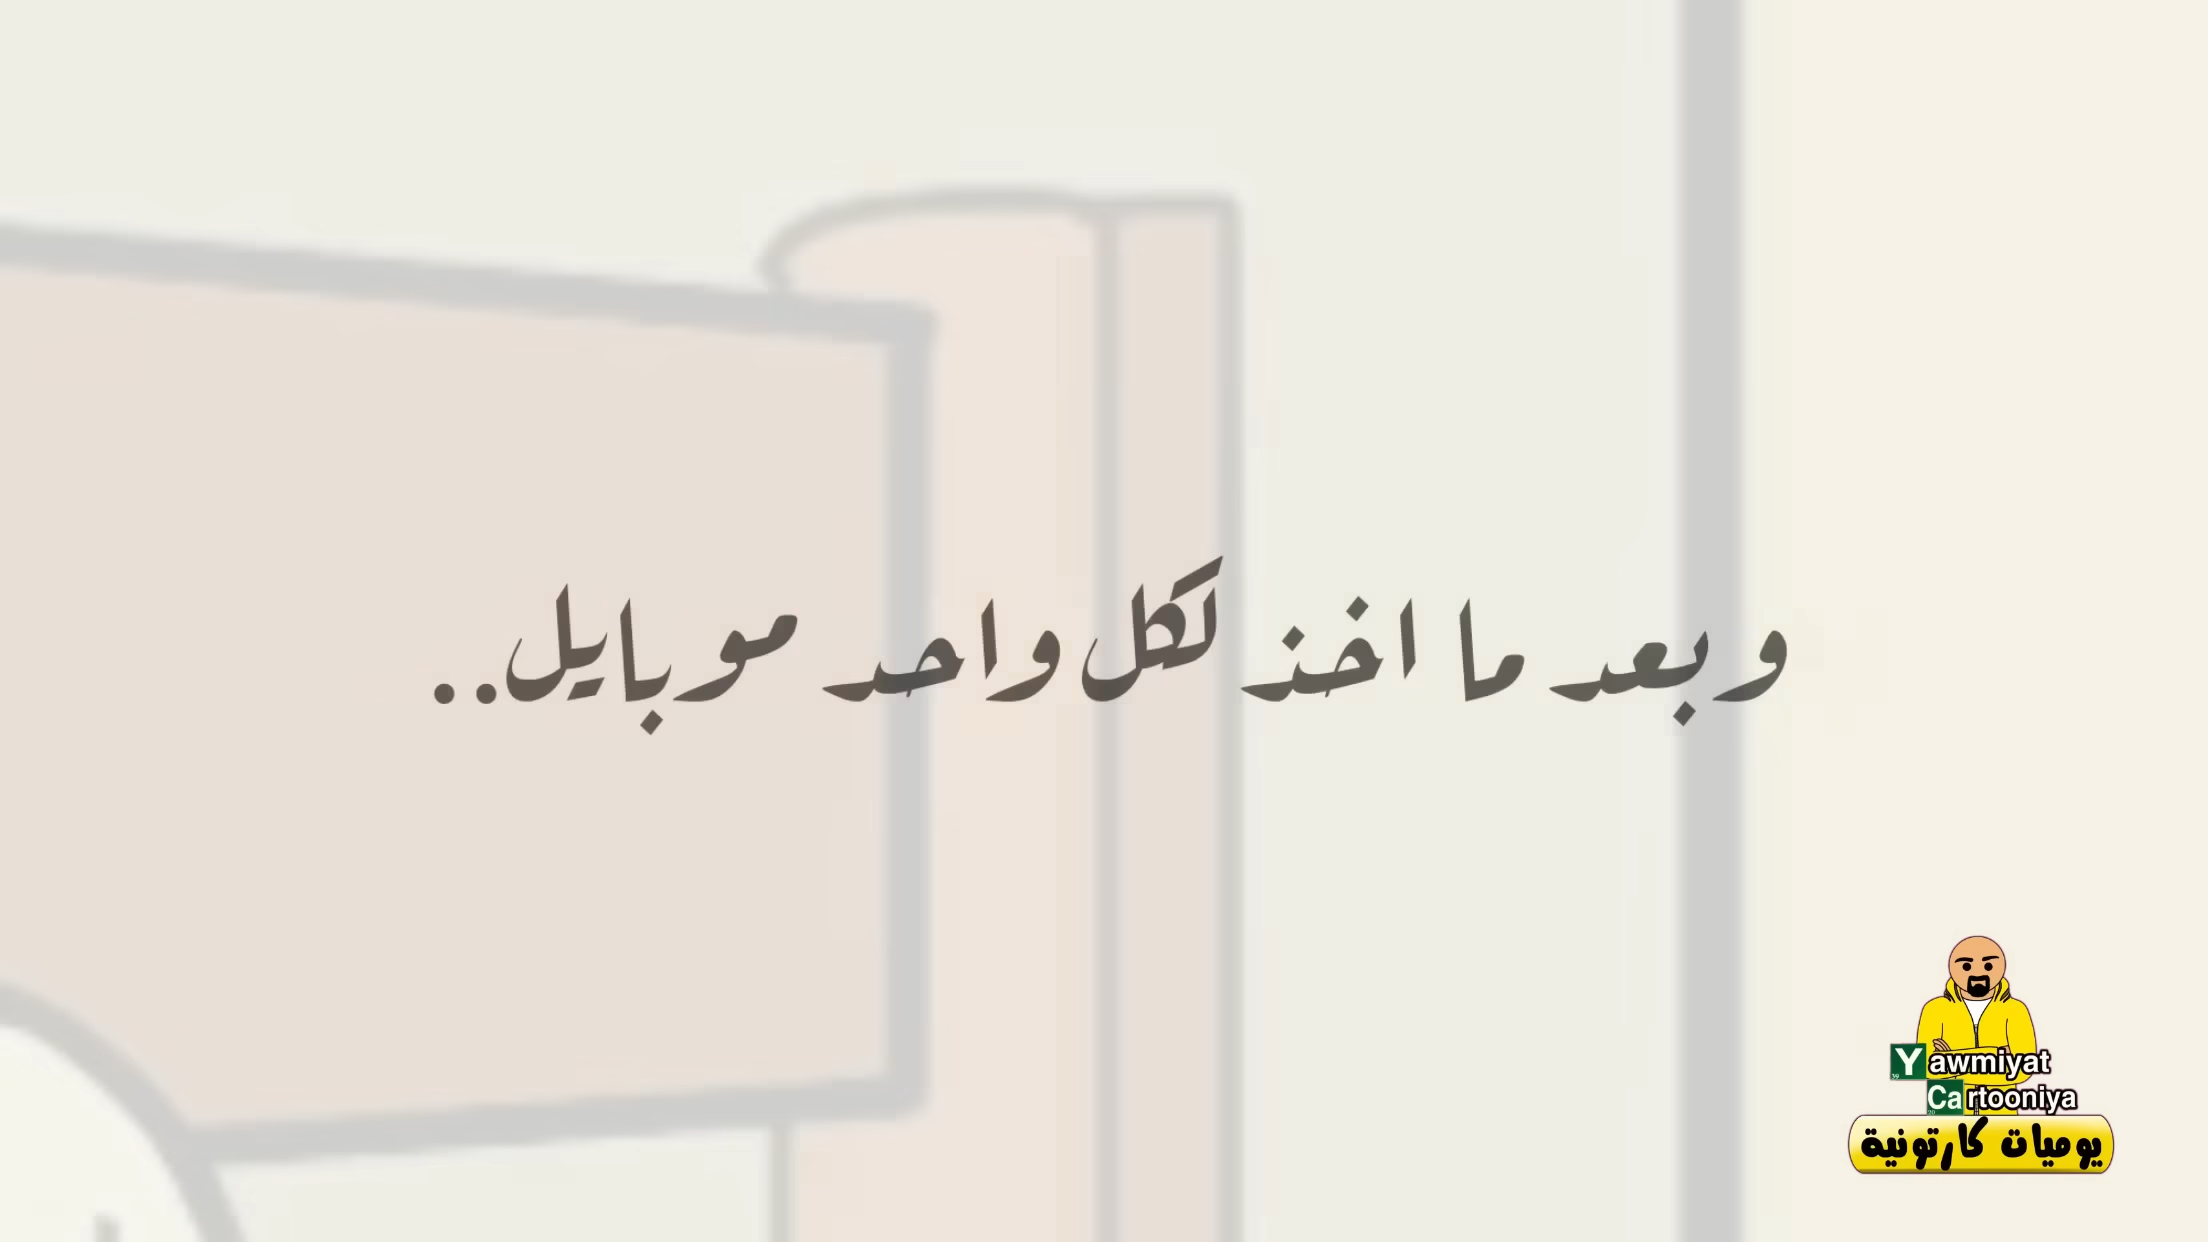 وبعد ما اخذ لكل واحد موبايل..
Yawmiyat
Cartooniya
يوميات كارتونية